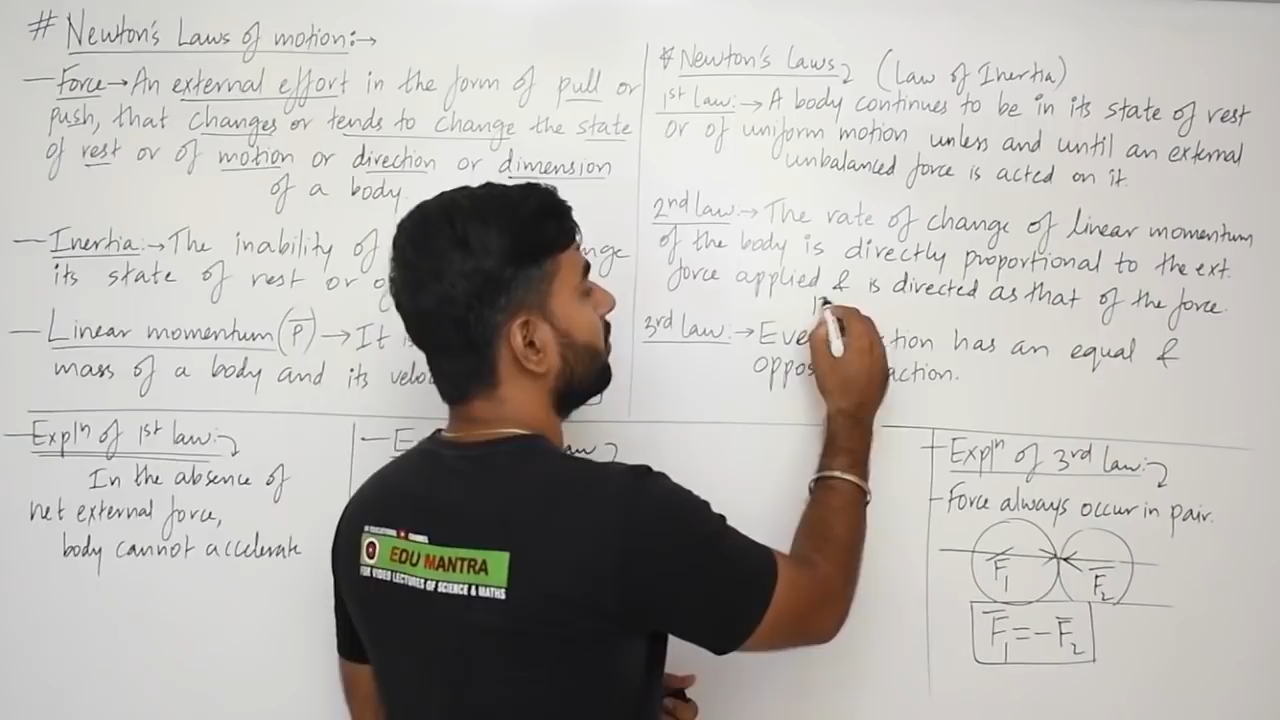 # Newton's Laws of motion:→
— Force → An external effort in the form of pull or
push, that changes or tends to change the state
of rest or of motion or direction or dimension
of a body.
— Inertia:→ The inability of
its state of rest or
— Linear momentum (P) → It
mass of a body and its
* Newton's Laws (Law of Inertia)
1st law:→ A body continues to be in its state of rest
or of uniform motion unless and until an external
unbalanced force is acted on it.
2nd law:→ The rate of change of linear momentum
of the body is directly proportional to the ext.
force applied & is directed as that of the force.
3rd law:→ has an equal &
— Explⁿ of 1st law:
In the absence of
net external force,
body cannot accelerate
— Explⁿ of 3rd law:
— Force always occur in pair.
F₁ F₂
F₁ = −F₂
EDU MANTRA
FOR VIDEO LECTURES OF SCIENCE & MATHS